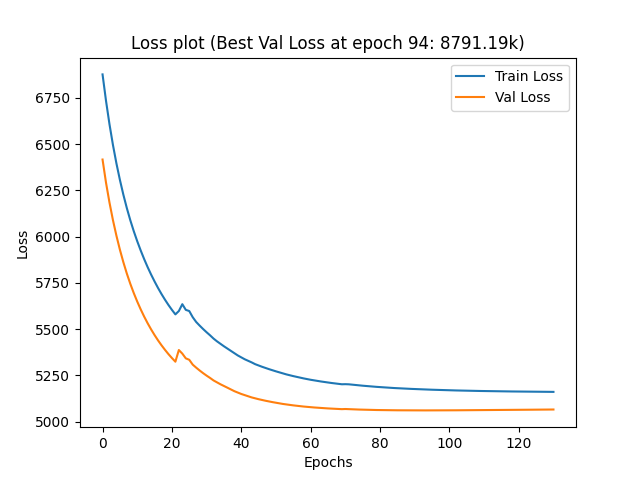 Loss plot (Best Val Loss at epoch 94: 8791.19k)
Train Loss
Val Loss
6750
6500
6250
6000
5750
5500
5250
5000
Loss
0 20 40 60 80 100 120
Epochs